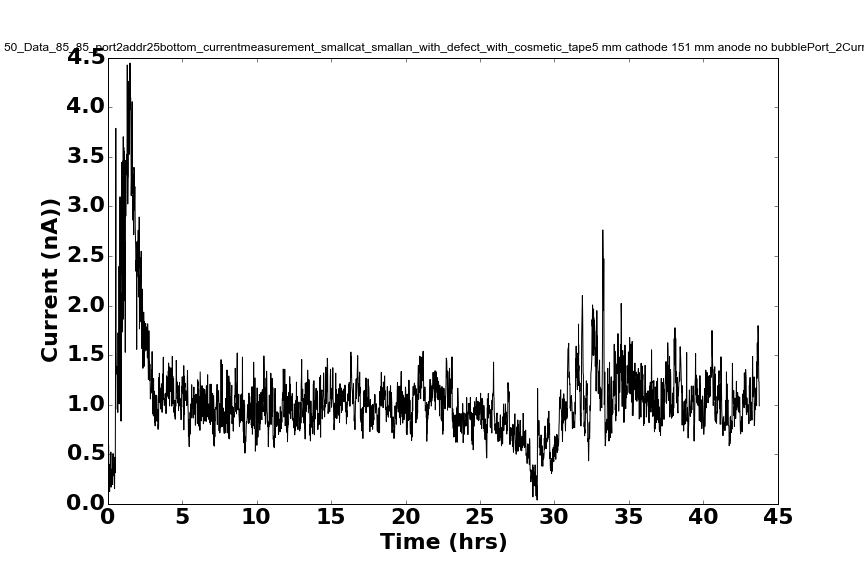 50_Data_85_85_port2addr25bottom_currentmeasurement_smallcat_smallan_with_defect_with_cosmetic_tape5 mm cathode 151 mm anode no bubblePort_2Curr
4.5
4.0
3.5
3.0
2.5
2.0
1.5
1.0
0.5
0.0
Current (nA))
0 5 10 15 20 25 30 35 40 45
Time (hrs)